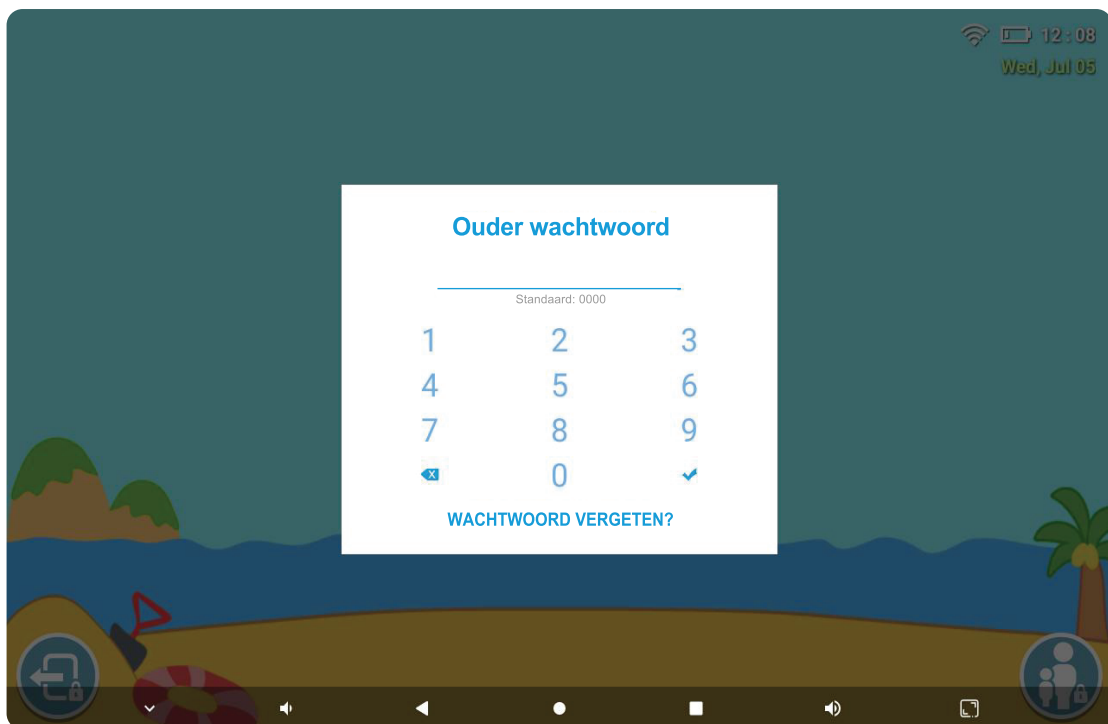 12:08
Wed, Jul 05
Ouder wachtwoord
Standaard: 0000
1 2 3
4 5 6
7 8 9
0
WACHTWOORD VERGETEN?